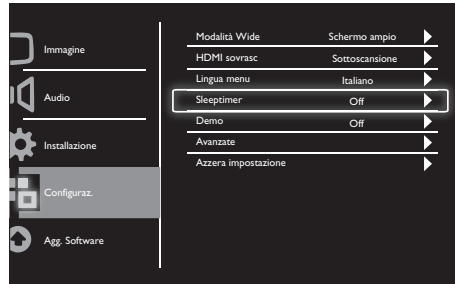 Immagine
Audio
Installazione
Configuraz.
Agg. Software
Modalità Wide Schermo ampio
HDMI sovrasc Sottoscansione
Lingua menu Italiano
Sleeptimer Off
Demo Off
Avanzate
Azzera impostazione